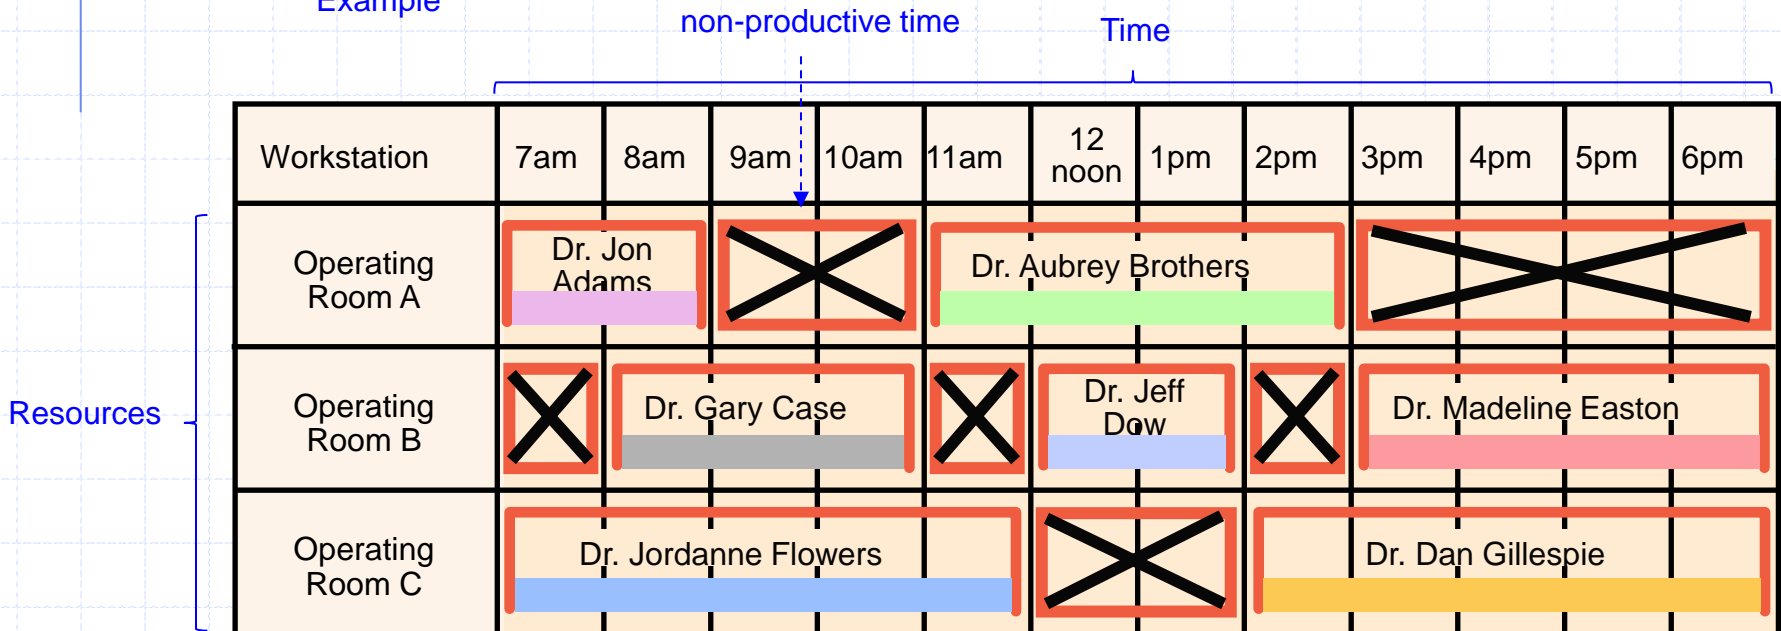 Example
non-productive time
Time
Workstation
7am
8am
9am
10am
11am
12
noon
1pm
2pm
3pm
4pm
5pm
6pm
Resources
Operating
Room A
Dr. Jon
Adams
Dr. Aubrey Brothers
Operating
Room B
Dr. Gary Case
Dr. Jeff
Dow
Dr. Madeline Easton
Operating
Room C
Dr. Jordanne Flowers
Dr. Dan Gillespie